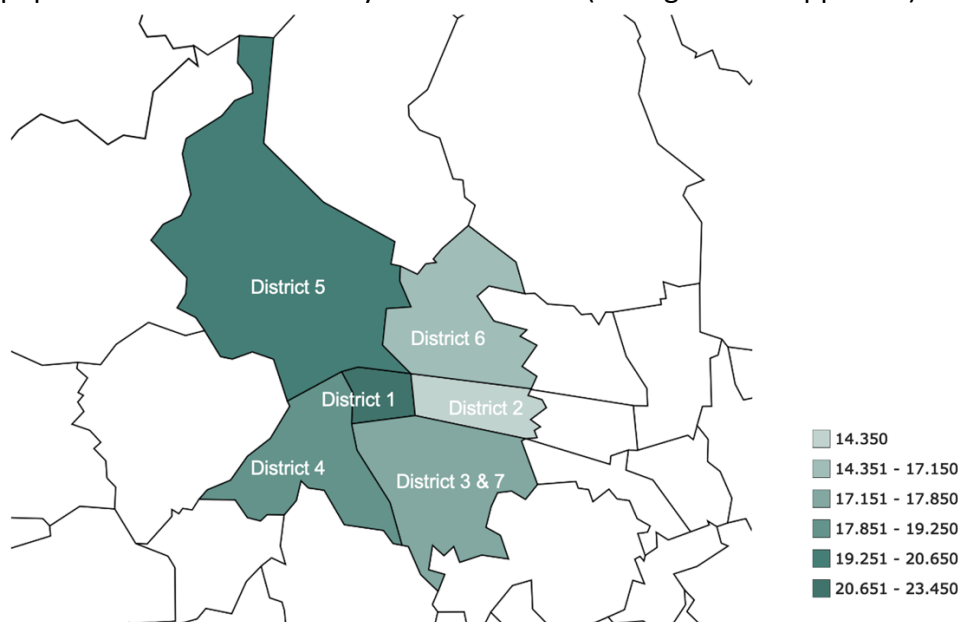 District 5
District 6
District 1
District 2
District 4
District 3 & 7
14.350
14.351 - 17.150
17.151 - 17.850
17.851 - 19.250
19.251 - 20.650
20.651 - 23.450